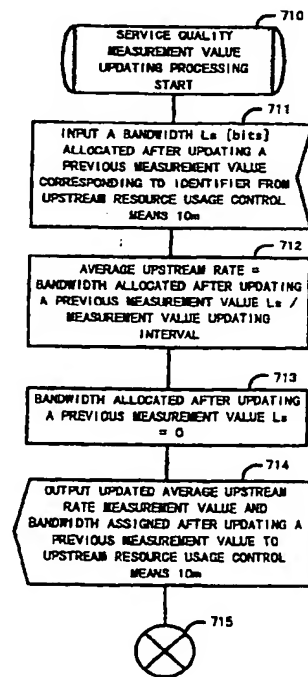 710
SERVICE QUALITY
MEASUREMENT VALUE
UPDATING PROCESSING
START
711
INPUT A BANDWIDTH Ls [bits]
ALLOCATED AFTER UPDATING A
PREVIOUS MEASUREMENT VALUE
CORRESPONDING TO IDENTIFIER FROM
UPSTREAM RESOURCE USAGE CONTROL
MEANS 10m
712
AVERAGE UPSTREAM RATE =
BANDWIDTH ALLOCATED AFTER UPDATING
A PREVIOUS MEASUREMENT VALUE Ls /
MEASUREMENT VALUE UPDATING
INTERVAL
713
BANDWIDTH ALLOCATED AFTER UPDATING
A PREVIOUS MEASUREMENT VALUE Ls
= 0
714
OUTPUT UPDATED AVERAGE UPSTREAM
RATE MEASUREMENT VALUE AND
BANDWIDTH ASSIGNED AFTER UPDATING A
PREVIOUS MEASUREMENT VALUE TO
UPSTREAM RESOURCE USAGE CONTROL
MEANS 10m
715